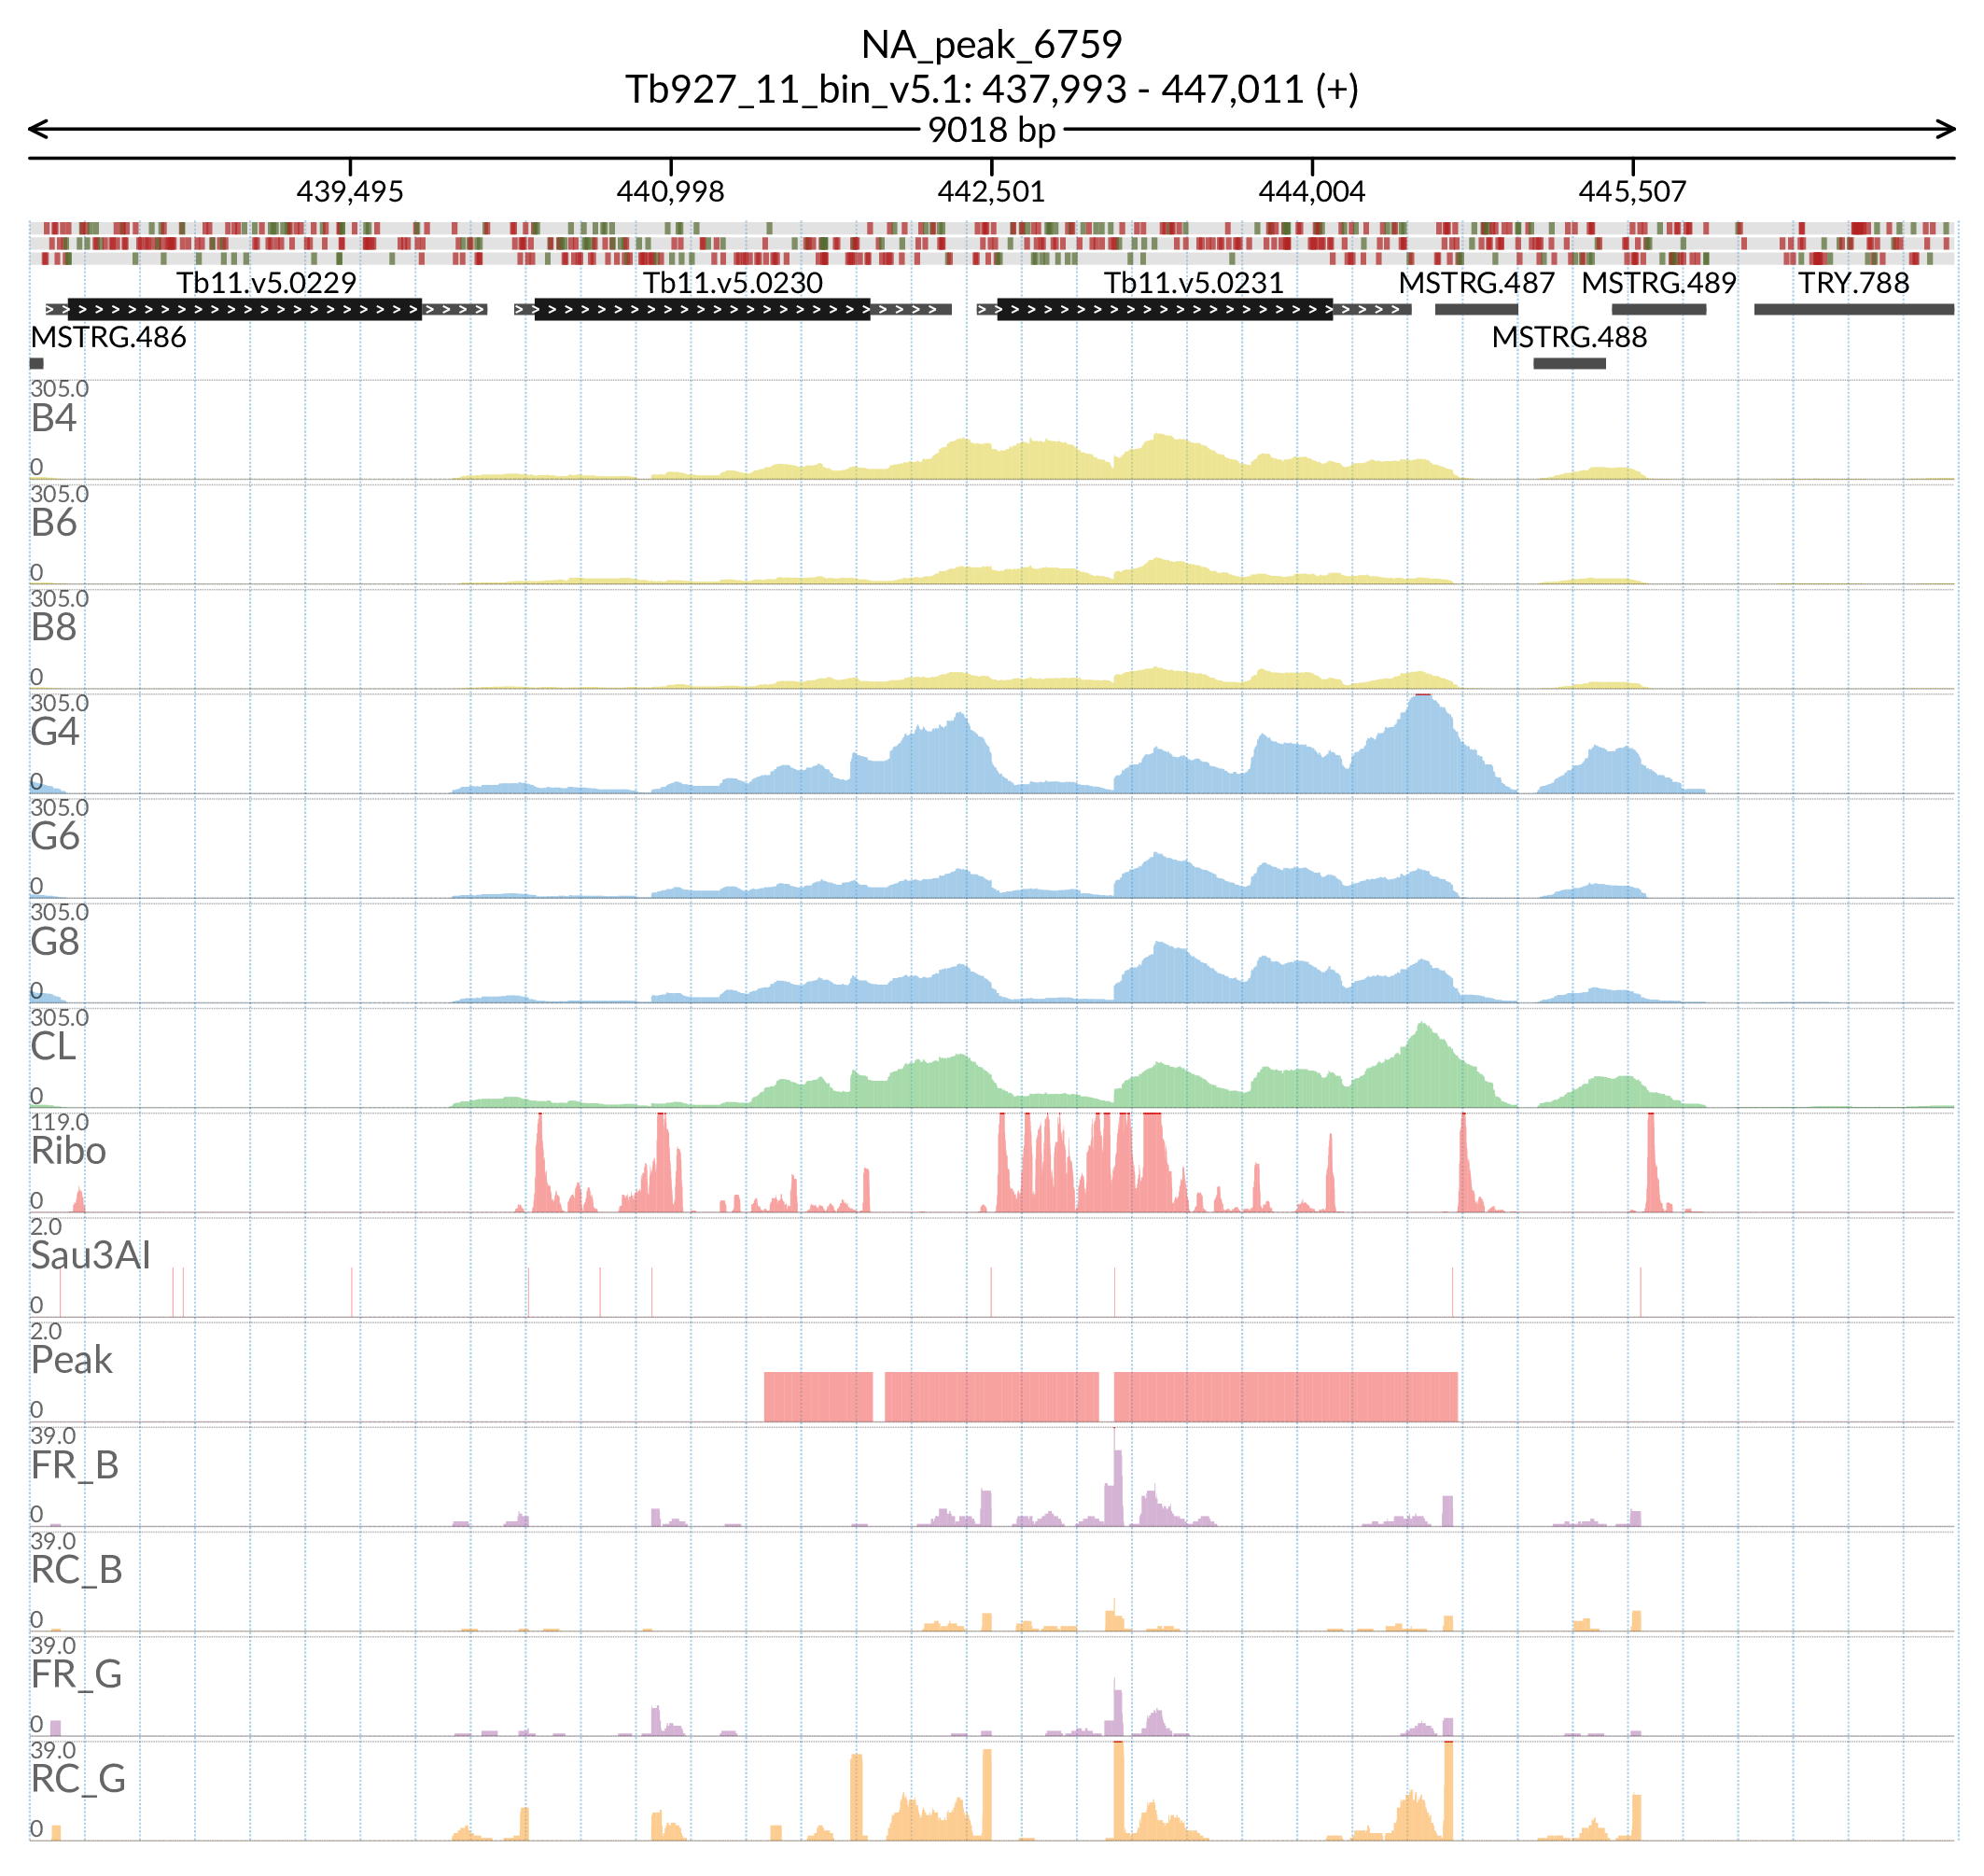 NA_peak_6759
Tb927_11_bin_v5.1: 437,993 - 447,011 (+)
9018 bp
439,495 440,998 442,501 444,004 445,507
Tb11.v5.0229 Tb11.v5.0230 Tb11.v5.0231 MSTRG.487 MSTRG.489 TRY.788
MSTRG.486 MSTRG.488
305.0
B4
0
305.0
B6
0
305.0
B8
0
305.0
G4
0
305.0
G6
0
305.0
G8
0
305.0
CL
0
119.0
Ribo
0
2.0
Sau3AI
0
2.0
Peak
0
39.0
FR_B
0
39.0
RC_B
0
39.0
FR_G
0
39.0
RC_G
0